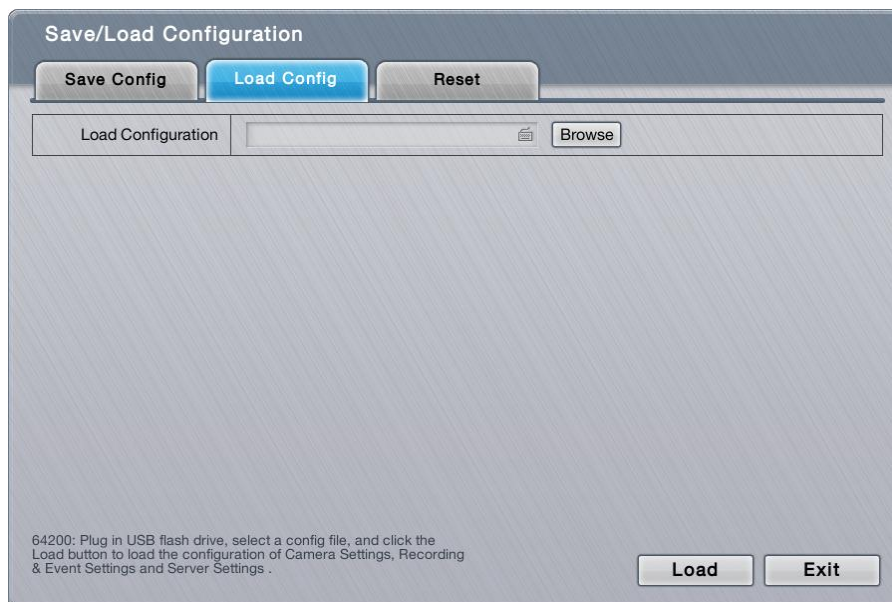 Save/Load Configuration
Save Config
Load Config
Reset
Load Configuration
Browse
64200: Plug in USB flash drive, select a config file, and click the
Load button to load the configuration of Camera Settings, Recording
& Event Settings and Server Settings .
Load
Exit